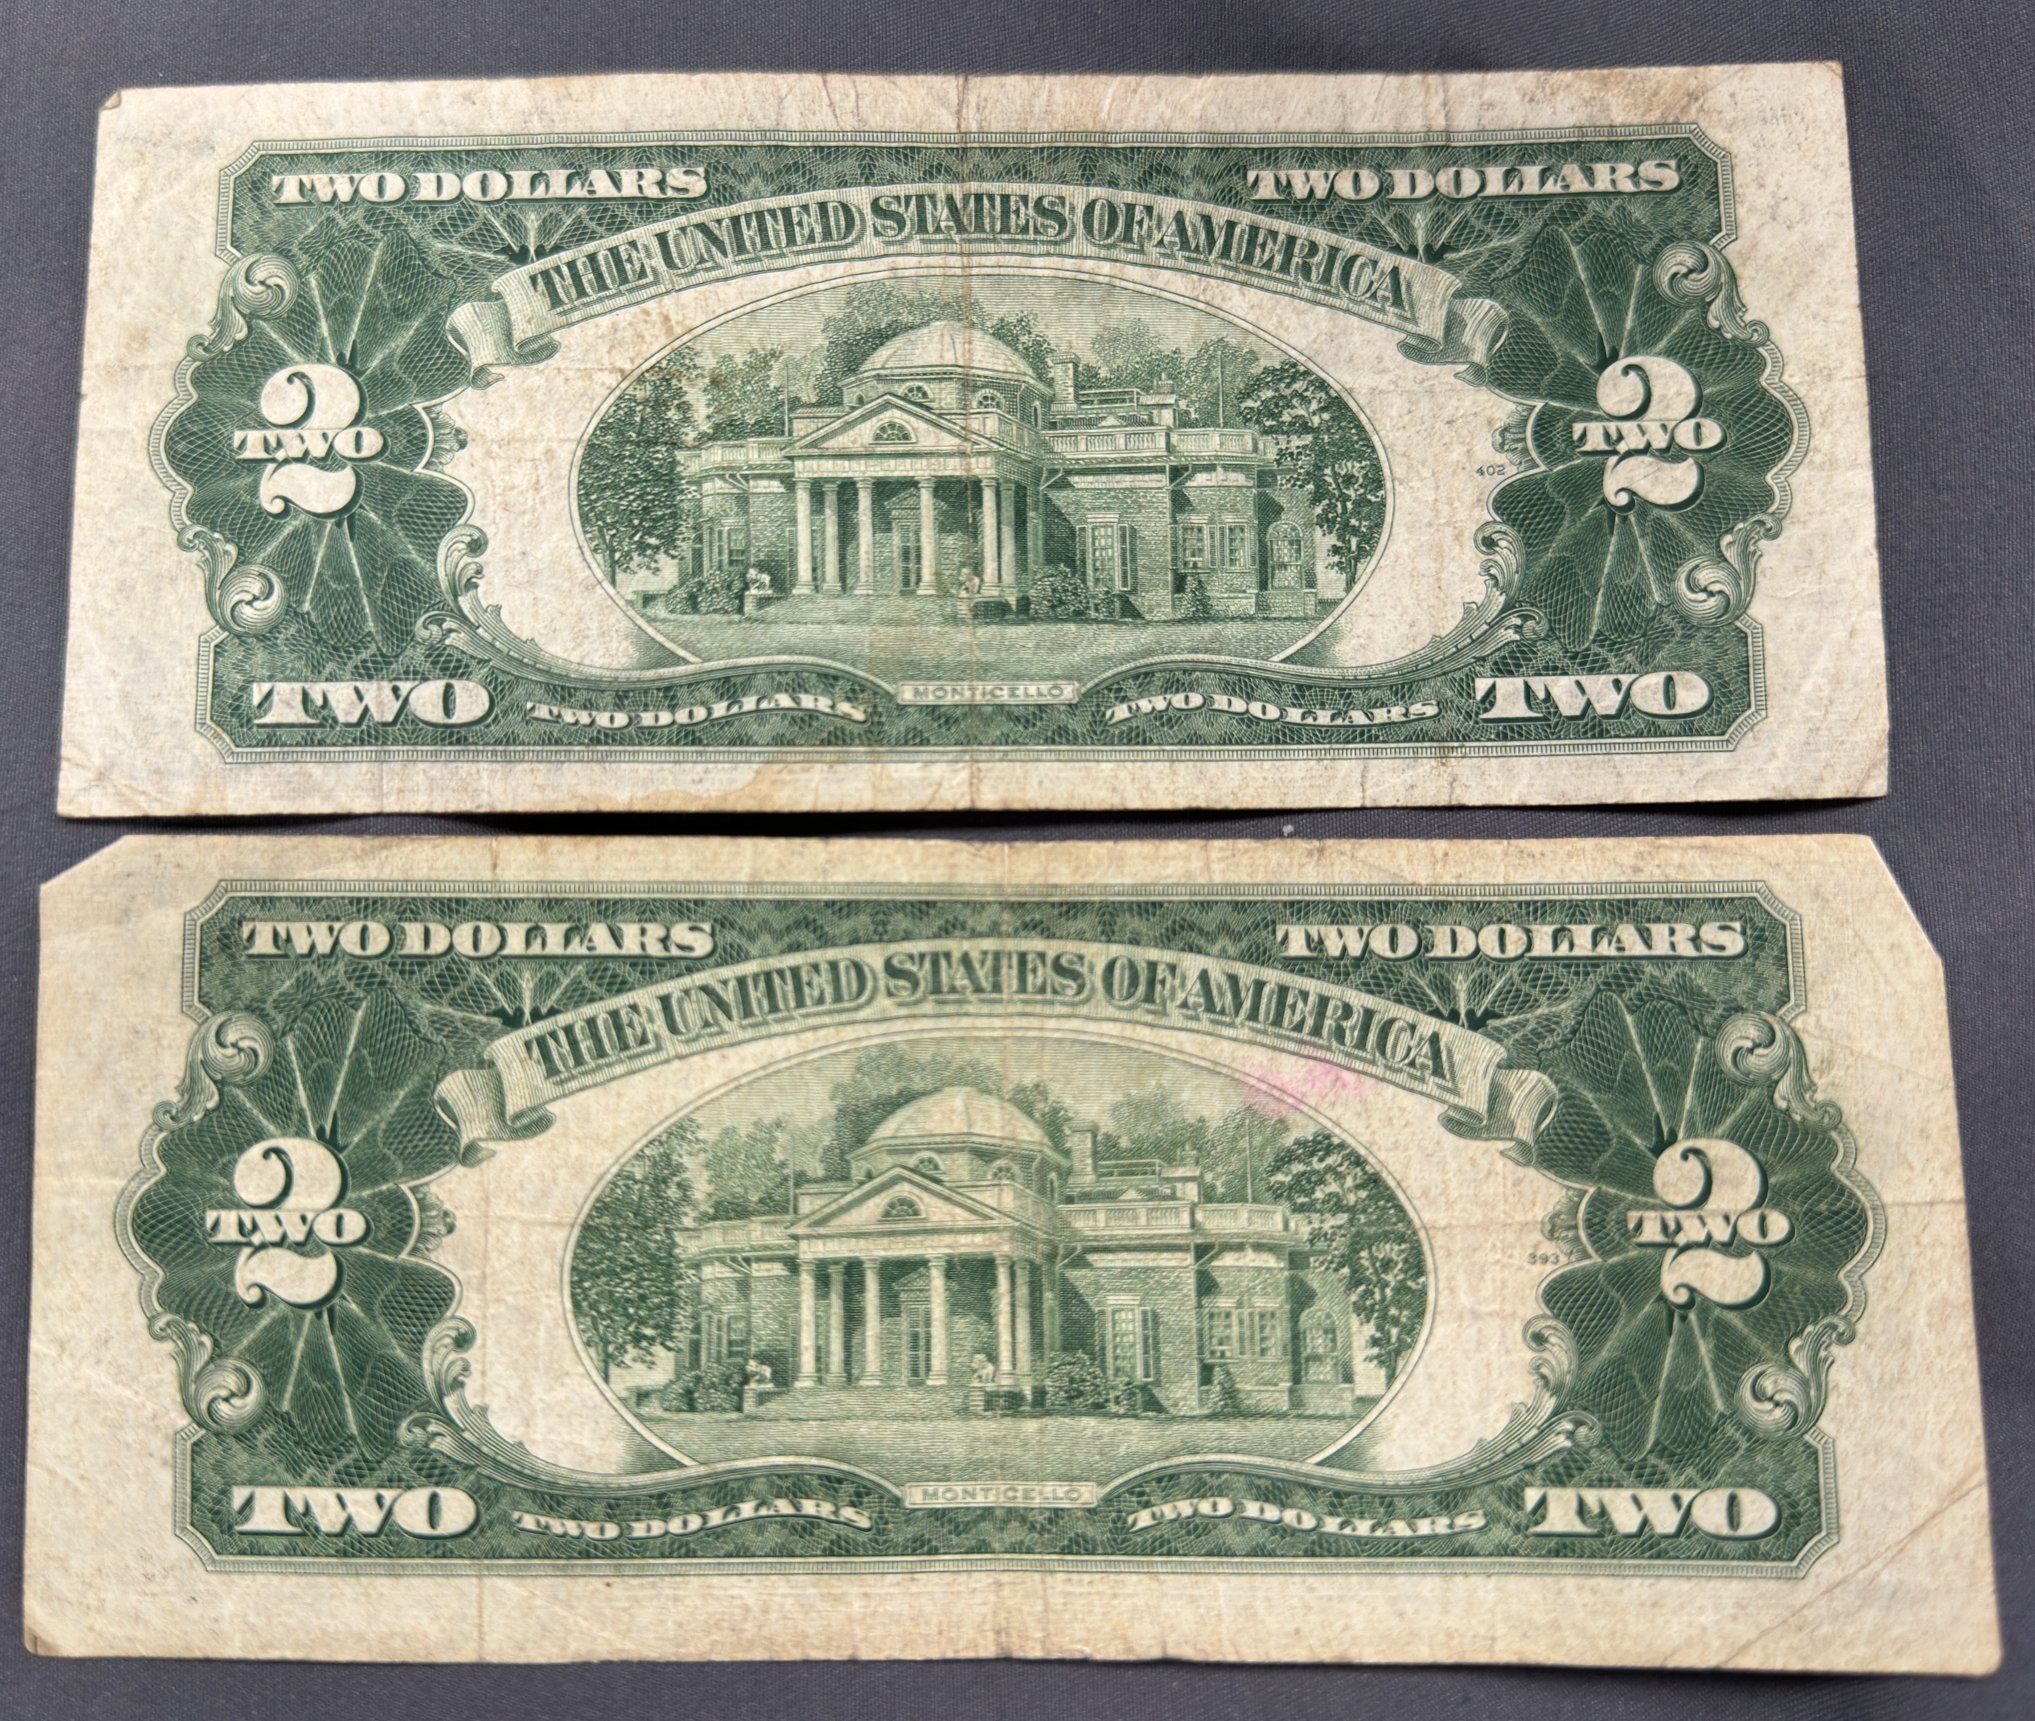 TWO DOLLARS TWO DOLLARS
THE UNITED STATES OF AMERICA
2 TWO 2 TWO
402
TWO TWO DOLLARS MONTICELLO TWO DOLLARS TWO
TWO DOLLARS TWO DOLLARS
THE UNITED STATES OF AMERICA
2 TWO 2 TWO
393
TWO TWO DOLLARS MONTICELLO TWO DOLLARS TWO